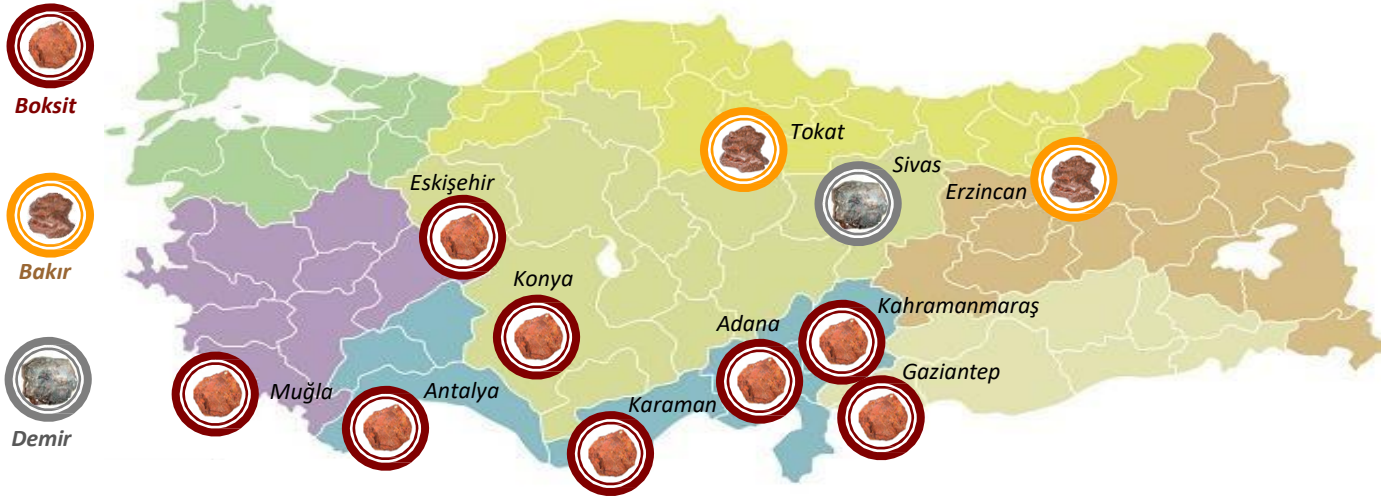 Boksit
Bakır
Demir
Tokat
Sivas
Eskişehir
Erzincan
Konya
Kahramanmaraş
Adana
Gaziantep
Muğla
Antalya
Karaman